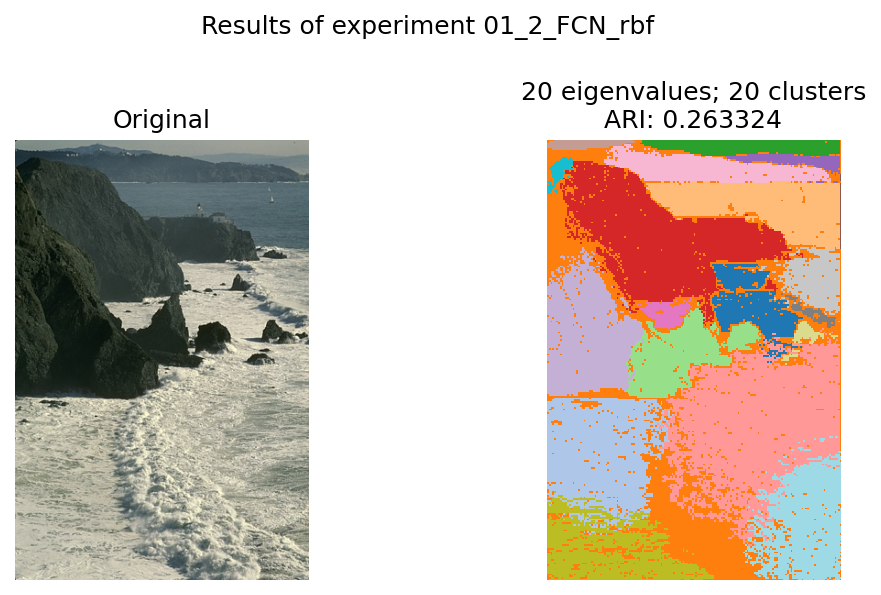 Results of experiment 01_2_FCN_rbf
Original
20 eigenvalues; 20 clusters
ARI: 0.263324